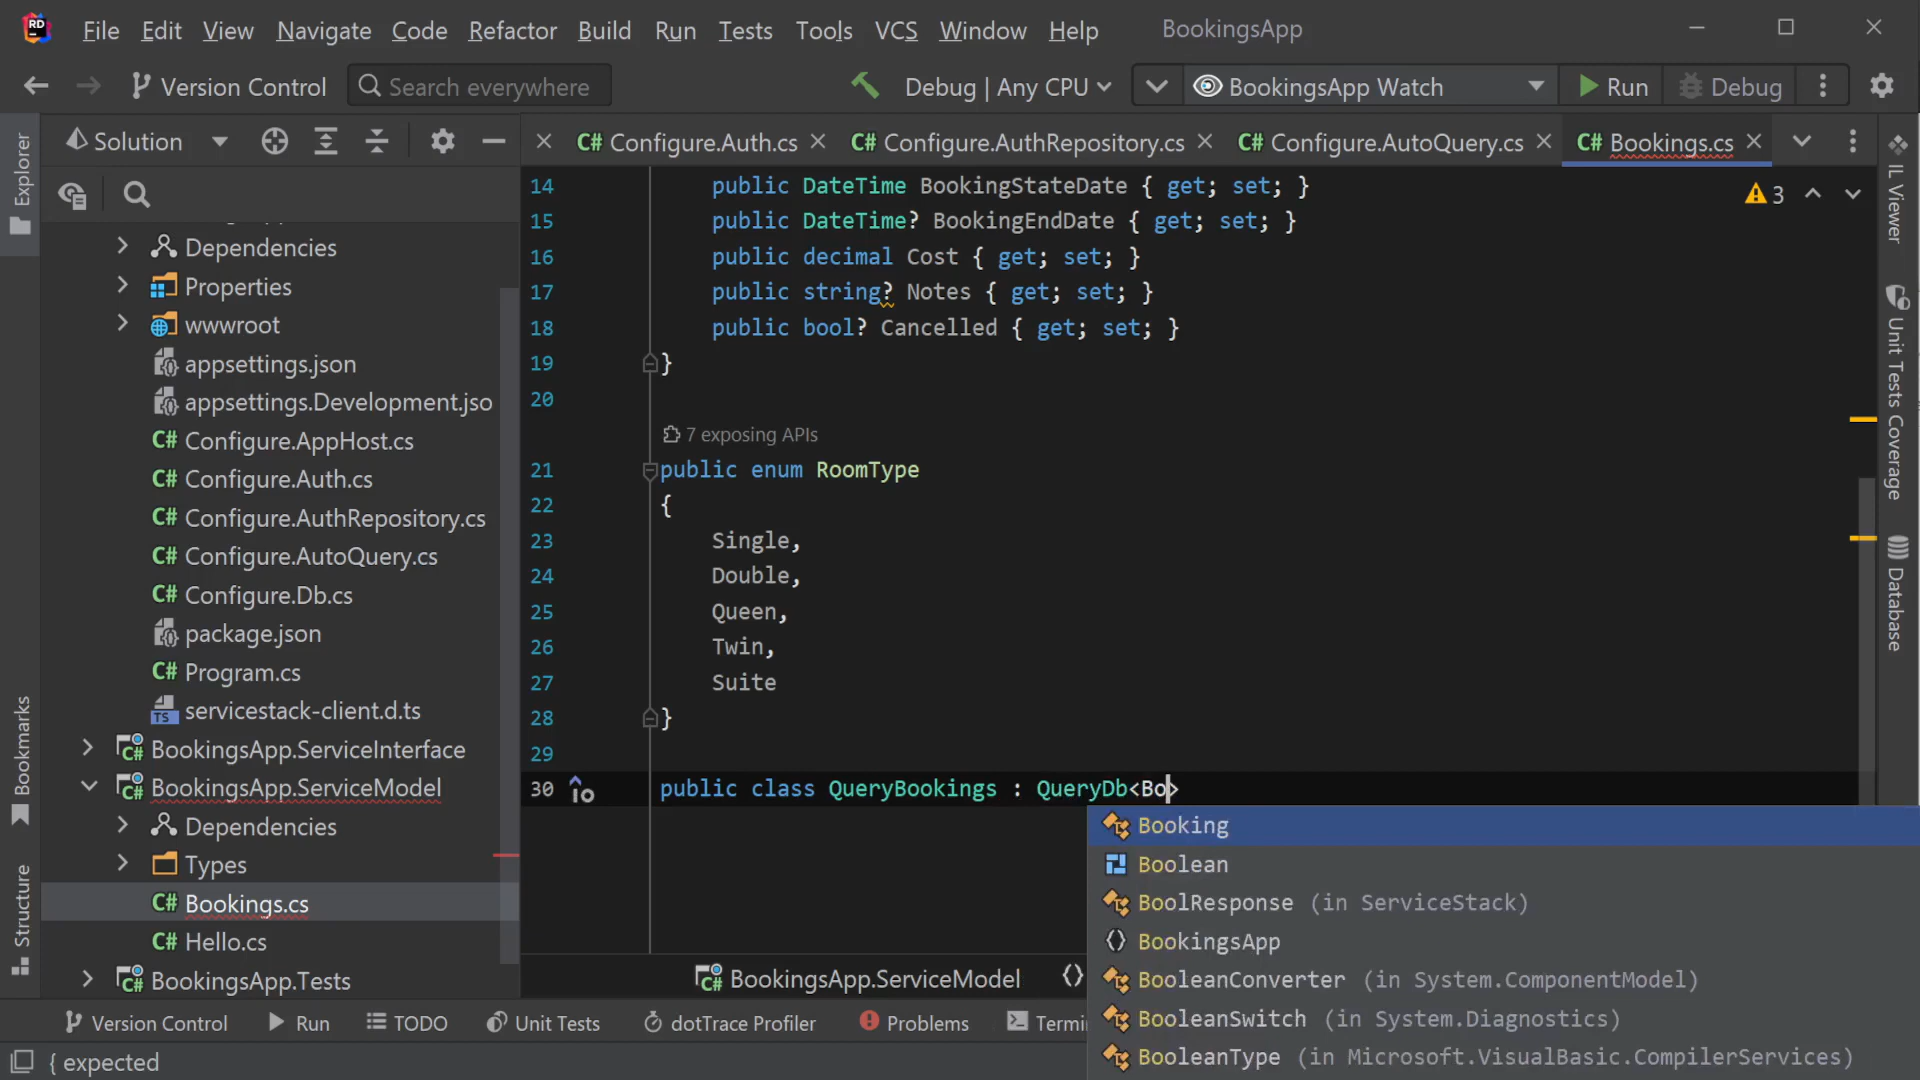 RD
File Edit View Navigate Code Refactor Build Run Tests Tools VCS Window Help BookingsApp
Version Control Search everywhere Debug | Any CPU BookingsApp Watch Run Debug
Explorer
Solution
C# Configure.Auth.cs C# Configure.AuthRepository.cs C# Configure.AutoQuery.cs C# Bookings.cs
Dependencies
Properties
wwwroot
appsettings.json
appsettings.Development.jso
C# Configure.AppHost.cs
C# Configure.Auth.cs
C# Configure.AuthRepository.cs
C# Configure.AutoQuery.cs
C# Configure.Db.cs
package.json
C# Program.cs
TS servicestack-client.d.ts
C# BookingsApp.ServiceInterface
C# BookingsApp.ServiceModel
Dependencies
Types
C# Bookings.cs
C# Hello.cs
C# BookingsApp.Tests
Bookmarks
Structure
3
14 public DateTime BookingStateDate { get; set; }
15 public DateTime? BookingEndDate { get; set; }
16 public decimal Cost { get; set; }
17 public string? Notes { get; set; }
18 public bool? Cancelled { get; set; }
19 }
20
7 exposing APIs
21 public enum RoomType
22 {
23 Single,
24 Double,
25 Queen,
26 Twin,
27 Suite
28 }
29
30 public class QueryBookings : QueryDb<Bo>
Booking
Boolean
BoolResponse (in ServiceStack)
BookingsApp
BooleanConverter (in System.ComponentModel)
BooleanSwitch (in System.Diagnostics)
BooleanType (in Microsoft.VisualBasic.CompilerServices)
IL Viewer
Unit Tests Coverage
Database
C# BookingsApp.ServiceModel
Version Control Run TODO Unit Tests dotTrace Profiler Problems Termi
{ expected